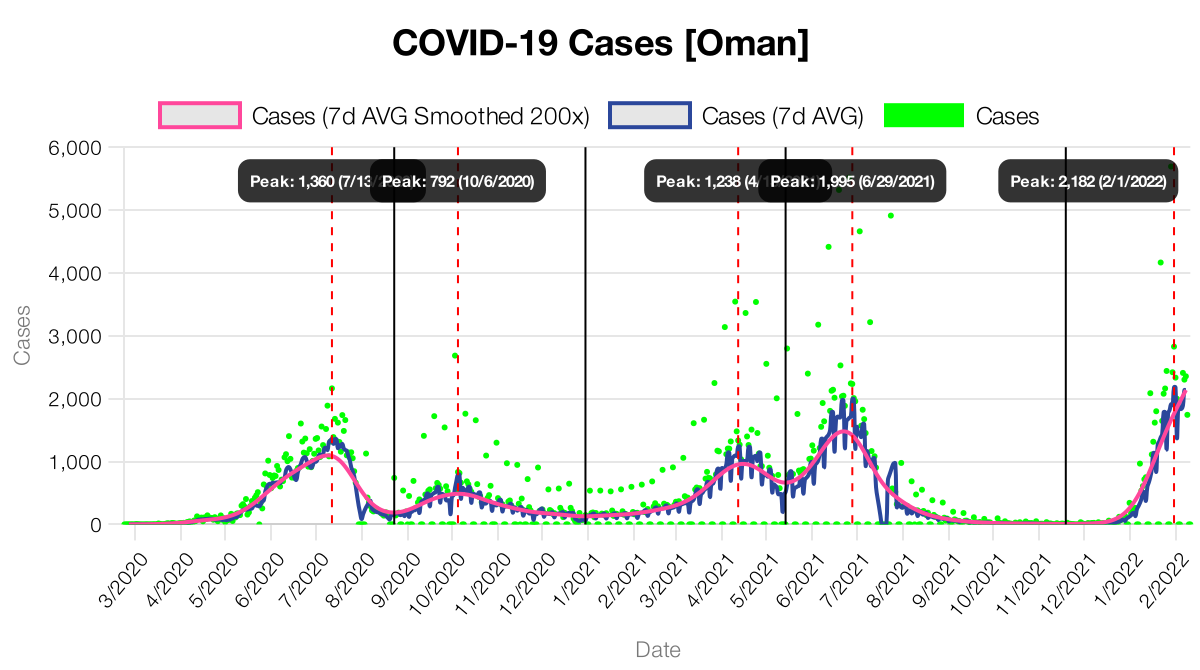 COVID-19 Cases [Oman]
Cases (7d AVG Smoothed 200x) Cases (7d AVG) Cases
6,000
Peak: 1,360 (7/13/ Peak: 792 (10/6/2020) Peak: 1,238 (4/1 Peak: 1,995 (6/29/2021) Peak: 2,182 (2/1/2022)
5,000
4,000
3,000
2,000
1,000
0
Cases
3/2020 4/2020 5/2020 6/2020 7/2020 8/2020 9/2020 10/2020 11/2020 12/2020 1/2021 2/2021 3/2021 4/2021 5/2021 6/2021 7/2021 8/2021 9/2021 10/2021 11/2021 12/2021 1/2022 2/2022
Date